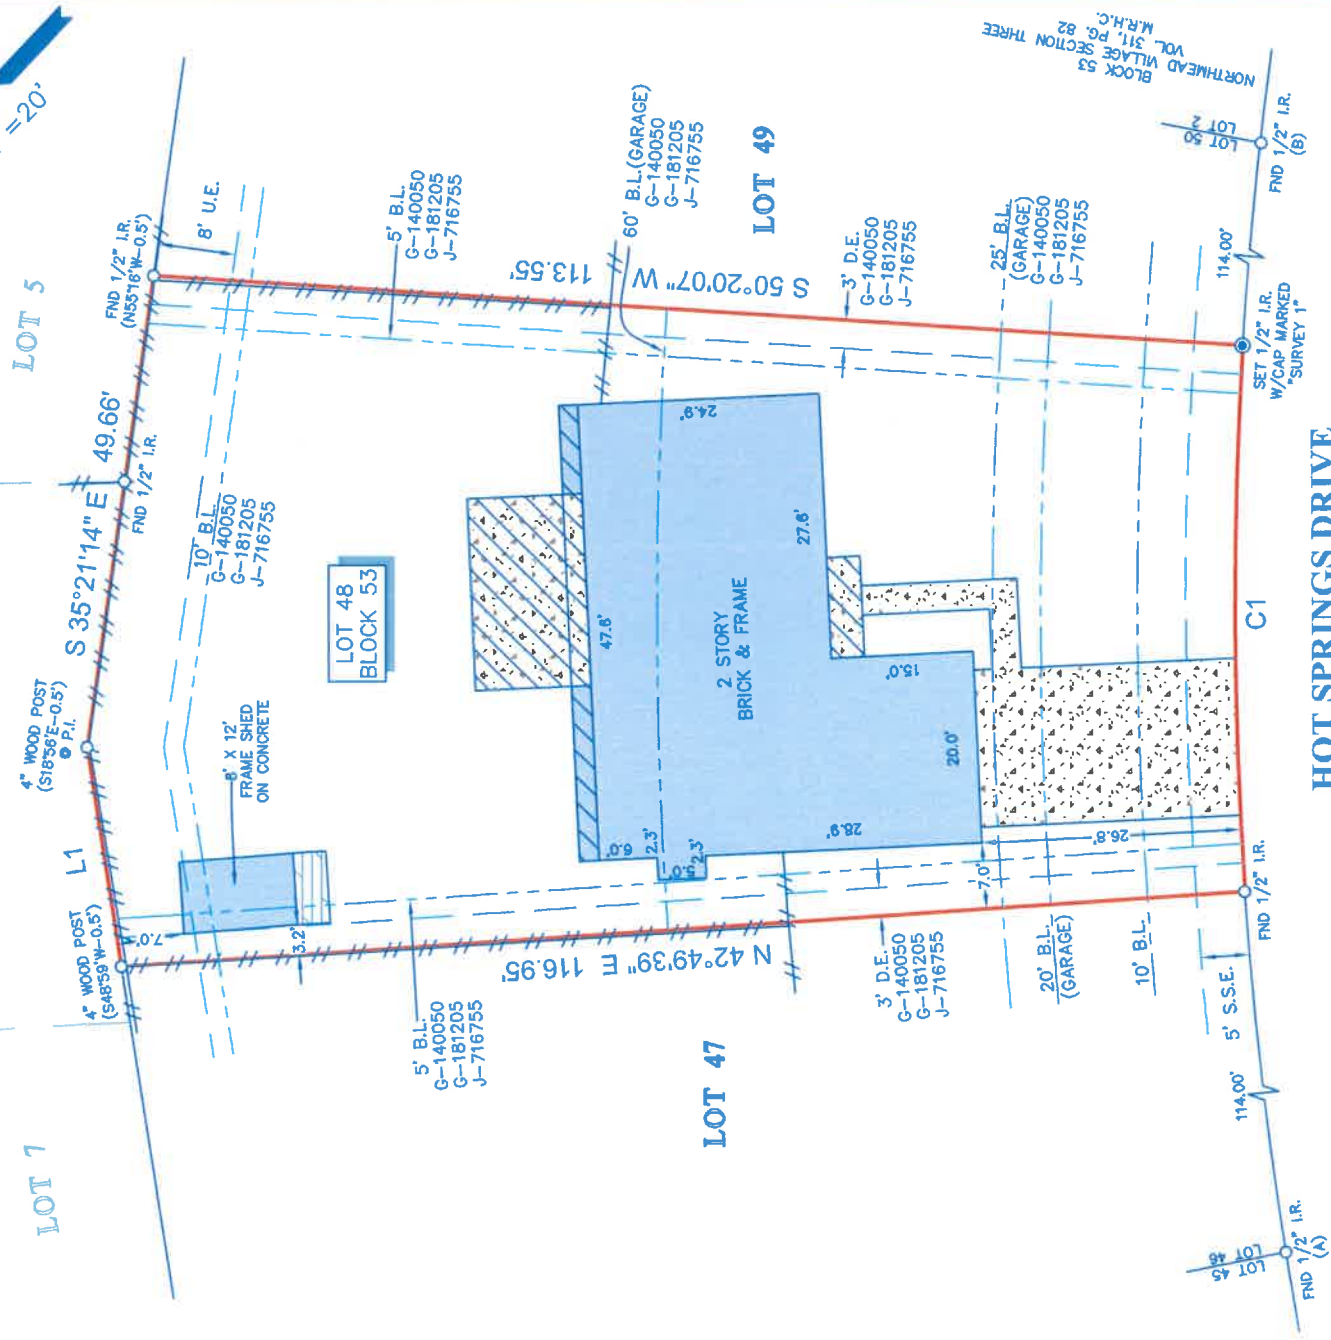 =20'
LOT 5
LOT 7
FND 1/2" I.R.
(N55°16'W-0.5')
8' U.E.
S 35°21'14" E 49.66'
FND 1/2" I.R.
4" WOOD POST
(S18°56'E-0.5')
@ P.I.
L1
4" WOOD POST
(S48°59'W-0.5')
10' B.L.
G-140050
G-181205
J-716755
5' B.L.
G-140050
G-181205
J-716755
60' B.L.(GARAGE)
G-140050
G-181205
J-716755
LOT 49
BLOCK 53
NORTHMEAD VILLAGE SECTION THREE
VOL. 311, PG. 82
M.R.H.C.
LOT 50
LOT 2
FND 1/2" I.R.
(B)
114.00'
S 50°20'07" W 113.55'
3' D.E.
G-140050
G-181205
J-716755
25' B.L.
(GARAGE)
G-140050
G-181205
J-716755
SET 1/2" I.R.
W/CAP MARKED
"SURVEY 1"
LOT 48
BLOCK 53
8' X 12'
FRAME SHED
ON CONCRETE
7.0'
3.2'
47.6'
24.9'
27.6'
2 STORY
BRICK & FRAME
15.0'
20.0'
28.9'
6.0'
2.3'
5.0'
2.3'
7.0'
26.8'
N 42°49'39" E 116.95'
5' B.L.
G-140050
G-181205
J-716755
LOT 47
3' D.E.
G-140050
G-181205
J-716755
20' B.L.
(GARAGE)
10' B.L.
5' S.S.E.
FND 1/2" I.R.
C1
HOT SPRINGS DRIVE
114.00'
LOT 45
LOT 46
FND 1/2" I.R.
(A)